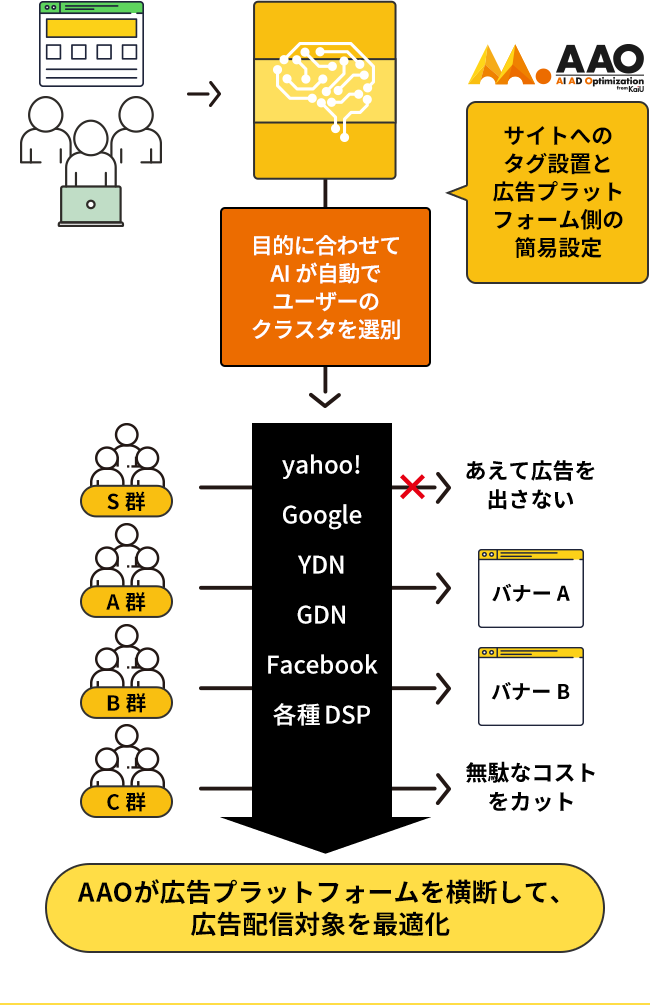 AAO
AI AD Optimization
from KaiU
サイトへの
タグ設置と
広告プラット
フォーム側の
簡易設定
目的に合わせて
AI が自動で
ユーザーの
クラスタを選別
yahoo!
Google
YDN
GDN
Facebook
各種 DSP
S 群
あえて広告を
出さない
A 群
バナー A
B 群
バナー B
C 群
無駄なコスト
をカット
AAOが広告プラットフォームを横断して、
広告配信対象を最適化